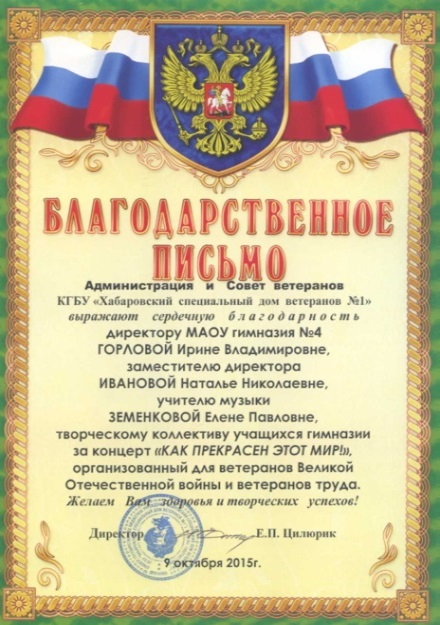 БЛАГОДАРСТВЕННОЕ
ПИСЬМО
Администрация и Совет ветеранов
КГБУ «Хабаровский специальный дом ветеранов №1»
выражают сердечную благодарность
директору МАОУ гимназия №4
ГОРЛОВОЙ Ирине Владимировне,
заместителю директора
ИВАНОВОЙ Наталье Николаевне,
учителю музыки
ЗЕМЕНКОВОЙ Елене Павловне,
творческому коллективу учащихся гимназии
за концерт «КАК ПРЕКРАСЕН ЭТОТ МИР!»,
организованный для ветеранов Великой
Отечественной войны и ветеранов труда.
Желаем Вам здоровья и творческих успехов!
Директор Е.П. Цилюрик
9 октября 2015г.